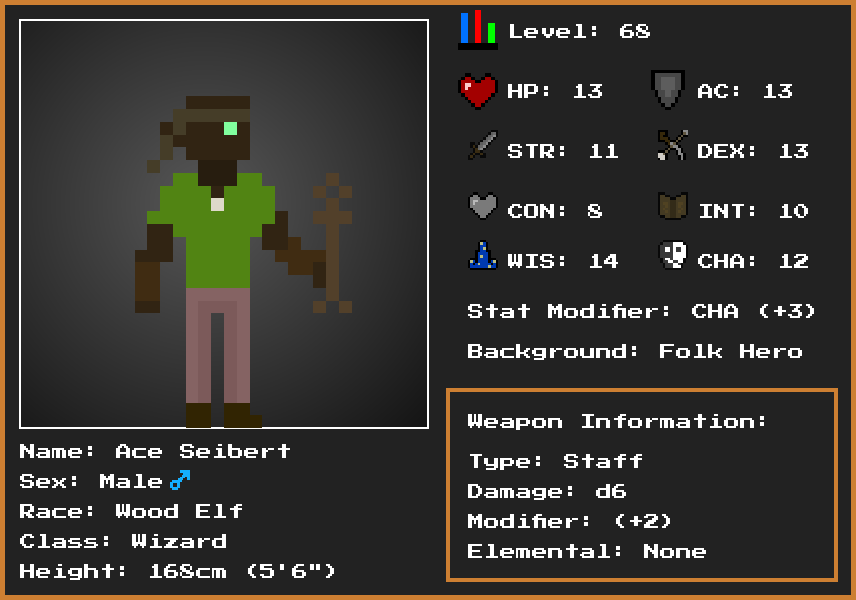 Level: 68
HP: 13
AC: 13
STR: 11
DEX: 13
CON: 8
INT: 10
WIS: 14
CHA: 12
Stat Modifier: CHA (+3)
Background: Folk Hero
Weapon Information:
Type: Staff
Damage: d6
Modifier: (+2)
Elemental: None
Name: Ace Seibert
Sex: Male♂
Race: Wood Elf
Class: Wizard
Height: 168cm (5'6")